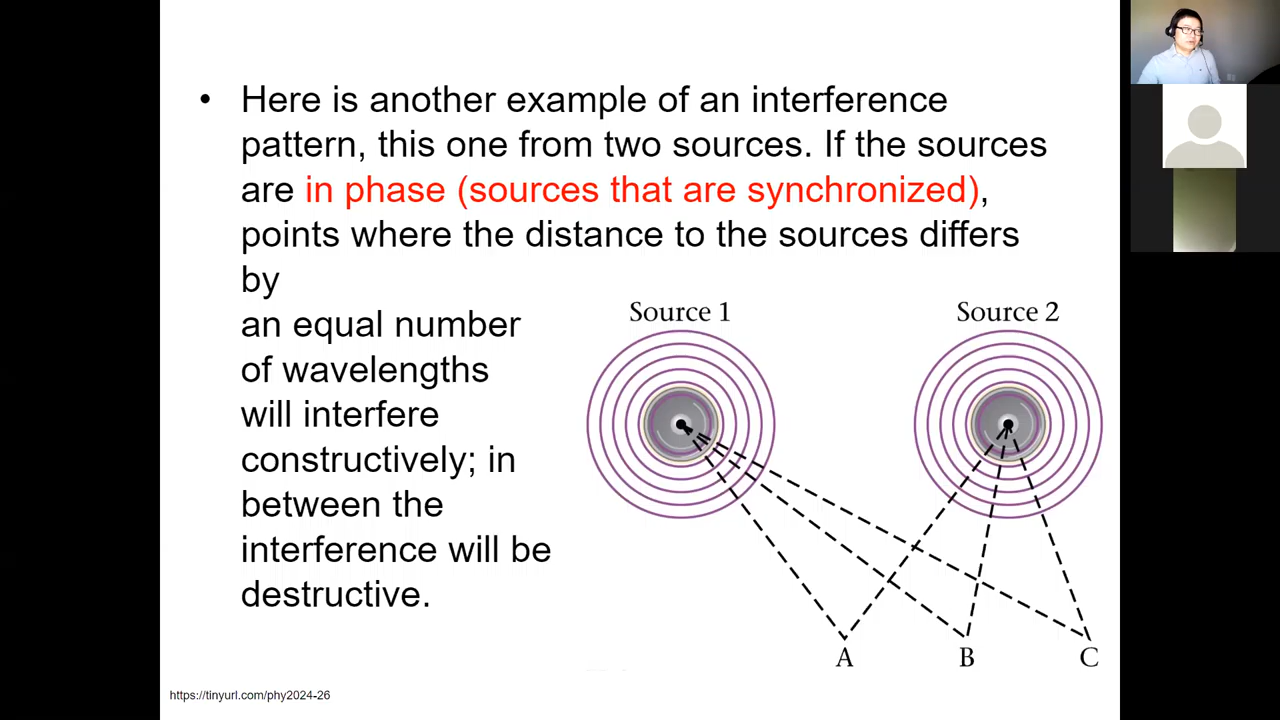 • Here is another example of an interference
pattern, this one from two sources. If the sources
are in phase (sources that are synchronized),
points where the distance to the sources differs
by
an equal number
of wavelengths
will interfere
constructively; in
between the
interference will be
destructive.
Source 1
Source 2
A
B
C
https://tinyurl.com/phy2024-26